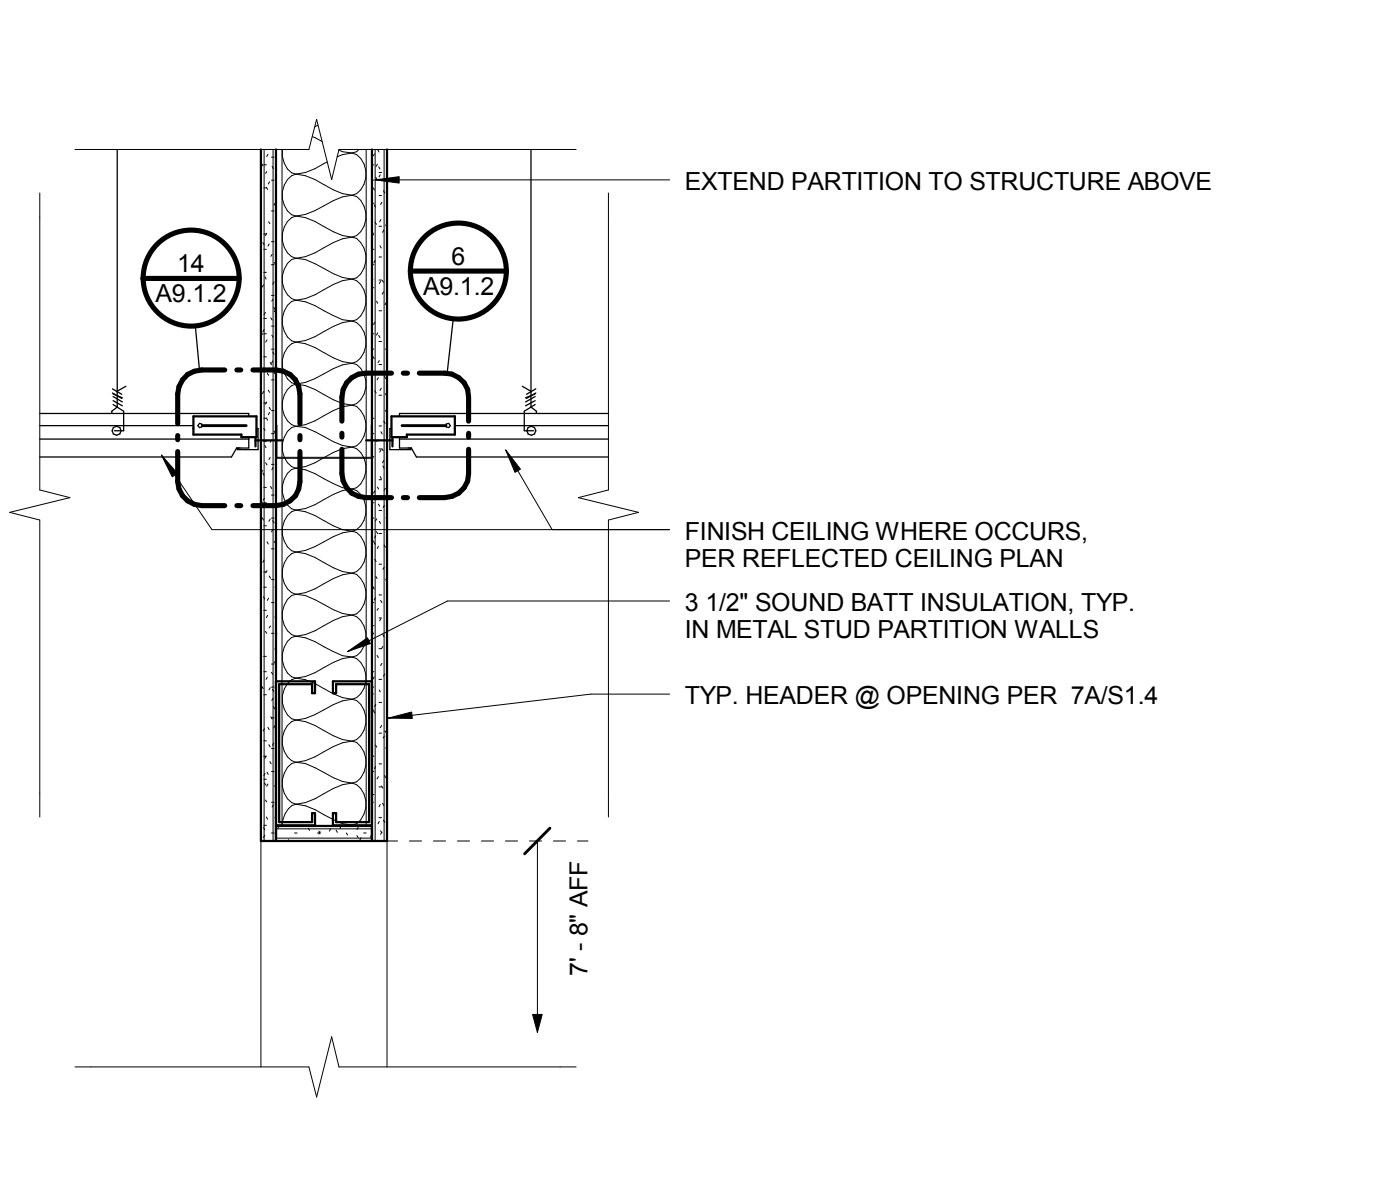 EXTEND PARTITION TO STRUCTURE ABOVE
14
A9.1.2
6
A9.1.2
FINISH CEILING WHERE OCCURS,
PER REFLECTED CEILING PLAN
3 1/2" SOUND BATT INSULATION, TYP.
IN METAL STUD PARTITION WALLS
TYP. HEADER @ OPENING PER  7A/S1.4
7' - 8" AFF